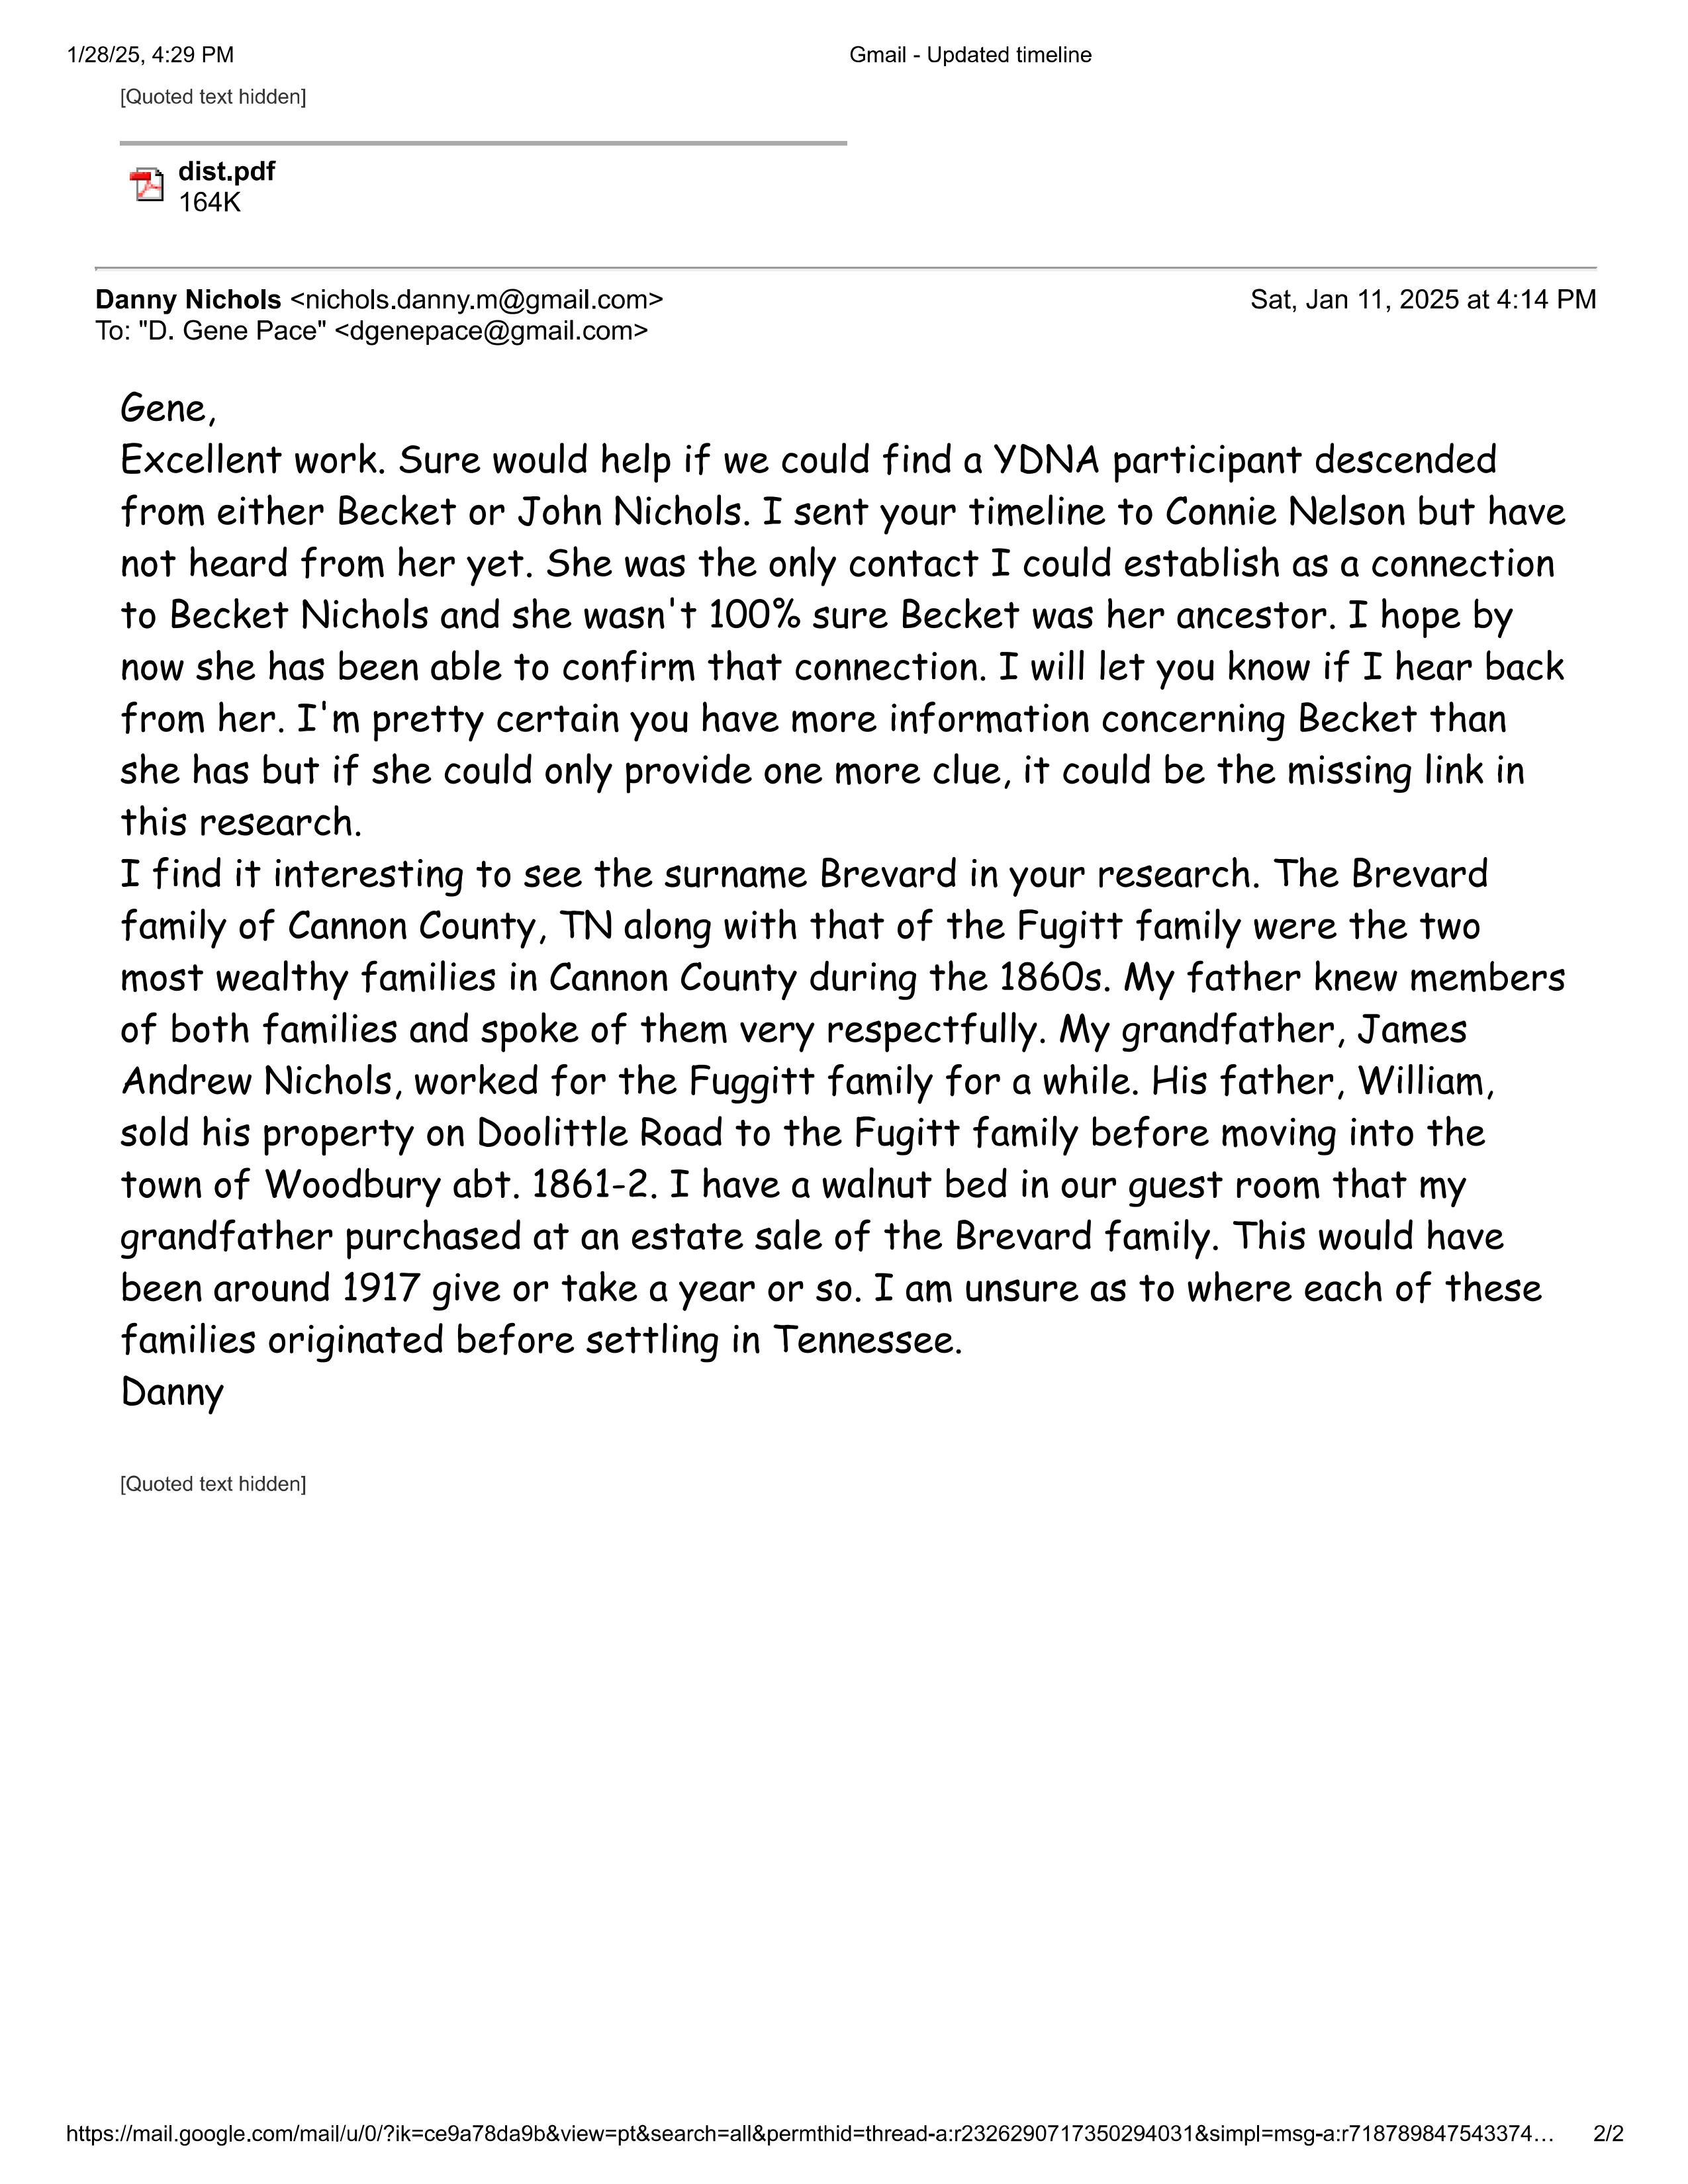 1/28/25, 4:29 PM
Gmail - Updated timeline
[Quoted text hidden]
dist.pdf
164K
Danny Nichols <nichols.danny.m@gmail.com>
Sat, Jan 11, 2025 at 4:14 PM
To: "D. Gene Pace" <dgenepace@gmail.com>
Gene,
Excellent work. Sure would help if we could find a YDNA participant descended
from either Becket or John Nichols. I sent your timeline to Connie Nelson but have
not heard from her yet. She was the only contact I could establish as a connection
to Becket Nichols and she wasn't 100% sure Becket was her ancestor. I hope by
now she has been able to confirm that connection. I will let you know if I hear back
from her. I'm pretty certain you have more information concerning Becket than
she has but if she could only provide one more clue, it could be the missing link in
this research.
I find it interesting to see the surname Brevard in your research. The Brevard
family of Cannon County, TN along with that of the Fugitt family were the two
most wealthy families in Cannon County during the 1860s. My father knew members
of both families and spoke of them very respectfully. My grandfather, James
Andrew Nichols, worked for the Fuggitt family for a while. His father, William,
sold his property on Doolittle Road to the Fugitt family before moving into the
town of Woodbury abt. 1861-2. I have a walnut bed in our guest room that my
grandfather purchased at an estate sale of the Brevard family. This would have
been around 1917 give or take a year or so. I am unsure as to where each of these
families originated before settling in Tennessee.
Danny
[Quoted text hidden]
https://mail.google.com/mail/u/0/?ik=ce9a78da9b&view=pt&search=all&permthid=thread-a:r2326290717350294031&simpl=msg-a:r718789847543374…
2/2